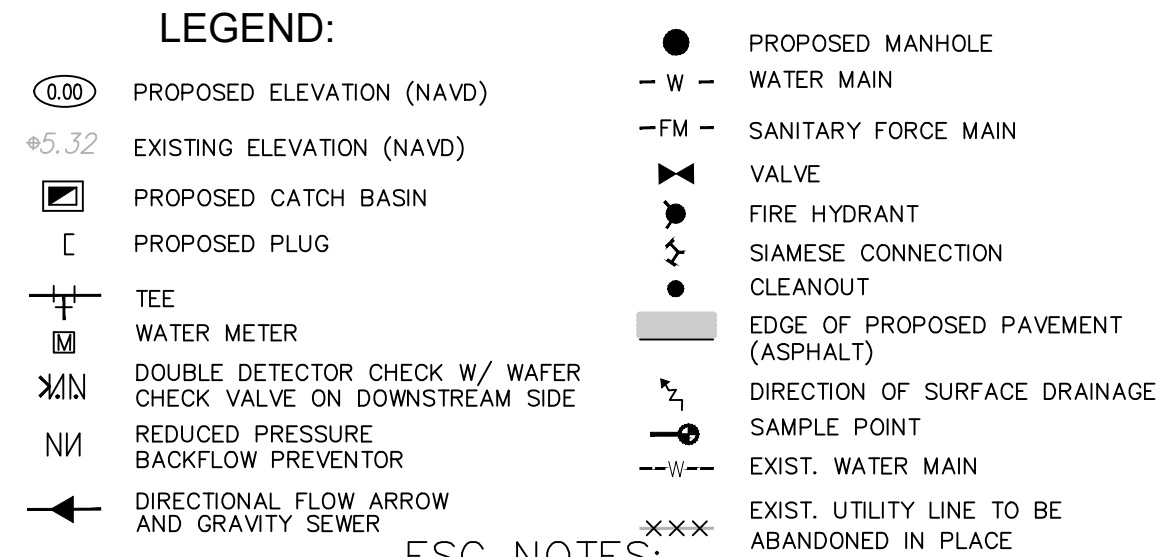 LEGEND:
0.00 PROPOSED ELEVATION (NAVD)
5.32 EXISTING ELEVATION (NAVD)
PROPOSED CATCH BASIN
PROPOSED PLUG
TEE
M WATER METER
DOUBLE DETECTOR CHECK W/ WAFER
CHECK VALVE ON DOWNSTREAM SIDE
REDUCED PRESSURE
BACKFLOW PREVENTOR
DIRECTIONAL FLOW ARROW
AND GRAVITY SEWER
PROPOSED MANHOLE
W WATER MAIN
FM SANITARY FORCE MAIN
VALVE
FIRE HYDRANT
SIAMESE CONNECTION
CLEANOUT
EDGE OF PROPOSED PAVEMENT
(ASPHALT)
DIRECTION OF SURFACE DRAINAGE
SAMPLE POINT
W EXIST. WATER MAIN
EXIST. UTILITY LINE TO BE
ABANDONED IN PLACE
ESC NOTES: